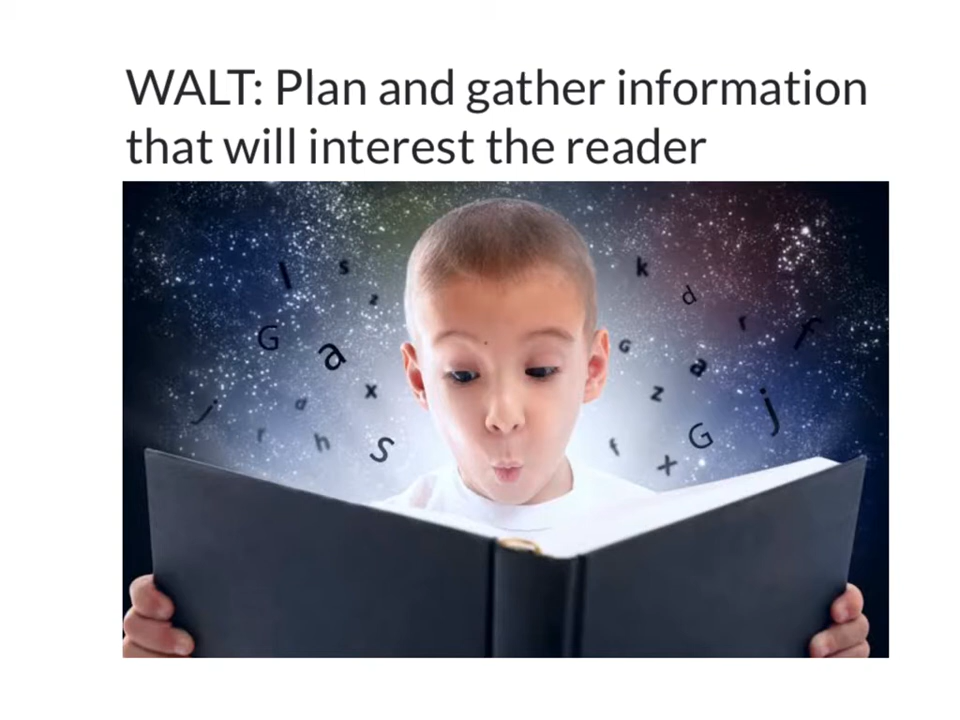 WALT: Plan and gather information
that will interest the reader
l s z G a x j a r h S
k d r f G a z j G f x